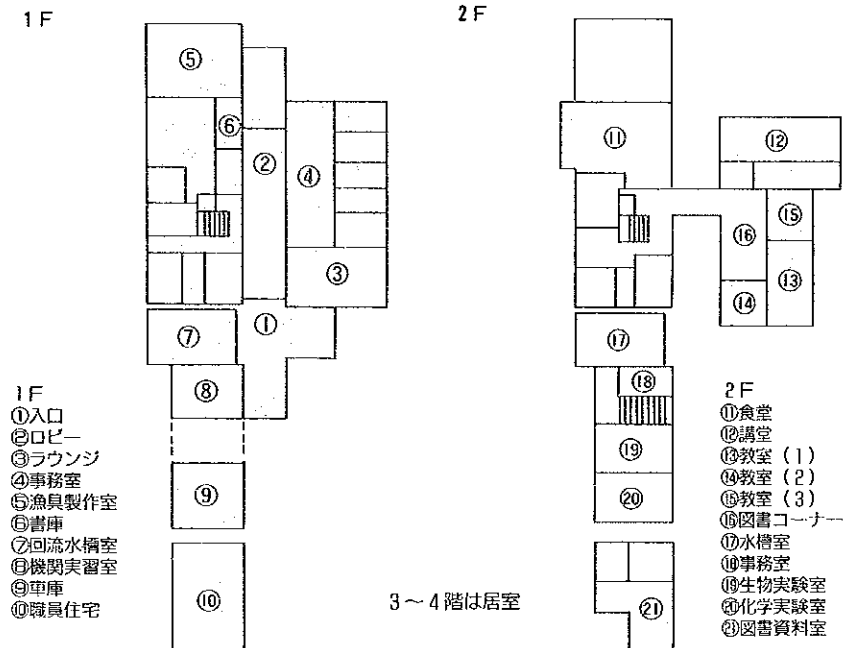 1F
2F
⑤
⑥
②
④
③
①
⑦
⑧
⑨
⑩
⑪
⑫
⑮
⑯
⑬
⑭
⑰
⑱
⑲
⑳
㉑
1F
①入口
②ロビー
③ラウンジ
④事務室
⑤漁具製作室
⑥書庫
⑦回流水槽室
⑧機関実習室
⑨車庫
⑩職員住宅
3〜4階は居室
2F
⑪食堂
⑫講堂
⑬教室(1)
⑭教室(2)
⑮教室(3)
⑯図書コーナー
⑰水槽室
⑱事務室
⑲生物実験室
⑳化学実験室
㉑図書資料室